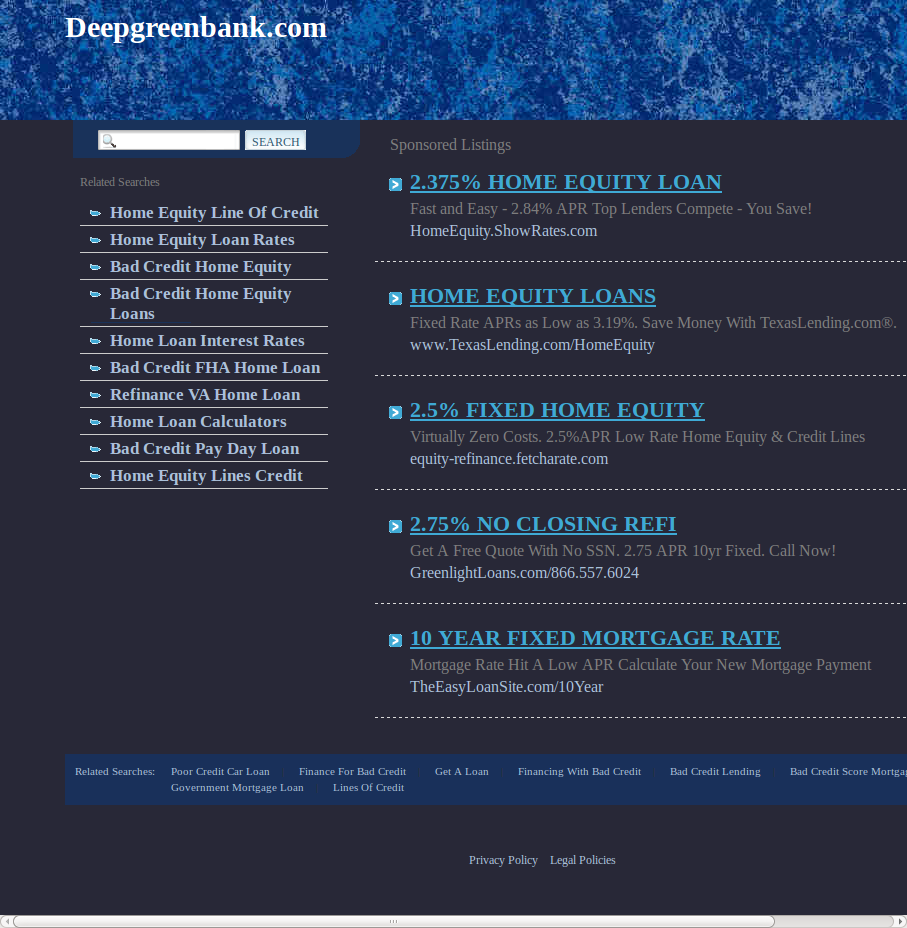 Deepgreenbank.com
SEARCH
Related Searches
Home Equity Line Of Credit
Home Equity Loan Rates
Bad Credit Home Equity
Bad Credit Home Equity
Loans
Home Loan Interest Rates
Bad Credit FHA Home Loan
Refinance VA Home Loan
Home Loan Calculators
Bad Credit Pay Day Loan
Home Equity Lines Credit
Sponsored Listings
2.375% HOME EQUITY LOAN
Fast and Easy - 2.84% APR Top Lenders Compete - You Save!
HomeEquity.ShowRates.com
HOME EQUITY LOANS
Fixed Rate APRs as Low as 3.19%. Save Money With TexasLending.com®.
www.TexasLending.com/HomeEquity
2.5% FIXED HOME EQUITY
Virtually Zero Costs. 2.5%APR Low Rate Home Equity & Credit Lines
equity-refinance.fetcharate.com
2.75% NO CLOSING REFI
Get A Free Quote With No SSN. 2.75 APR 10yr Fixed. Call Now!
GreenlightLoans.com/866.557.6024
10 YEAR FIXED MORTGAGE RATE
Mortgage Rate Hit A Low APR Calculate Your New Mortgage Payment
TheEasyLoanSite.com/10Year
Related Searches: Poor Credit Car Loan Finance For Bad Credit Get A Loan Financing With Bad Credit Bad Credit Lending Bad Credit Score Mortgag
Government Mortgage Loan Lines Of Credit
Privacy Policy Legal Policies